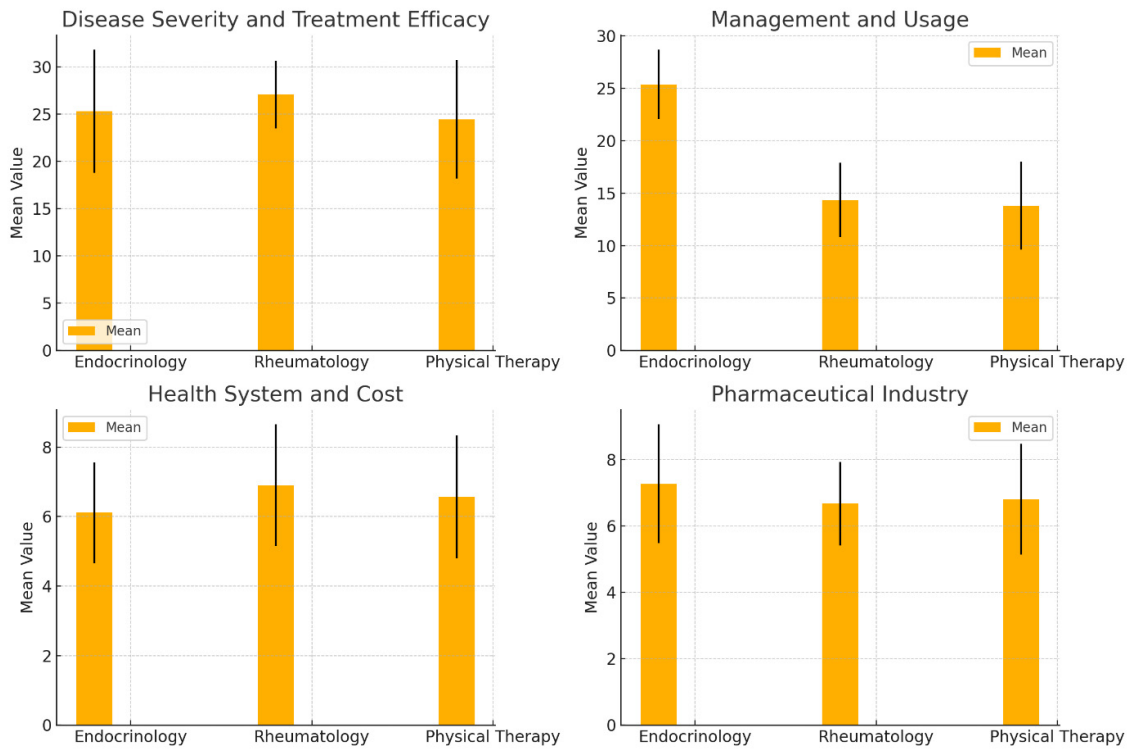 Disease Severity and Treatment Efficacy
Mean Value
30
25
20
15
10
5
0
Mean
Endocrinology Rheumatology Physical Therapy
Management and Usage
Mean Value
30
25
20
15
10
5
0
Mean
Endocrinology Rheumatology Physical Therapy
Health System and Cost
Mean Value
8
6
4
2
0
Mean
Endocrinology Rheumatology Physical Therapy
Pharmaceutical Industry
Mean Value
8
6
4
2
0
Mean
Endocrinology Rheumatology Physical Therapy